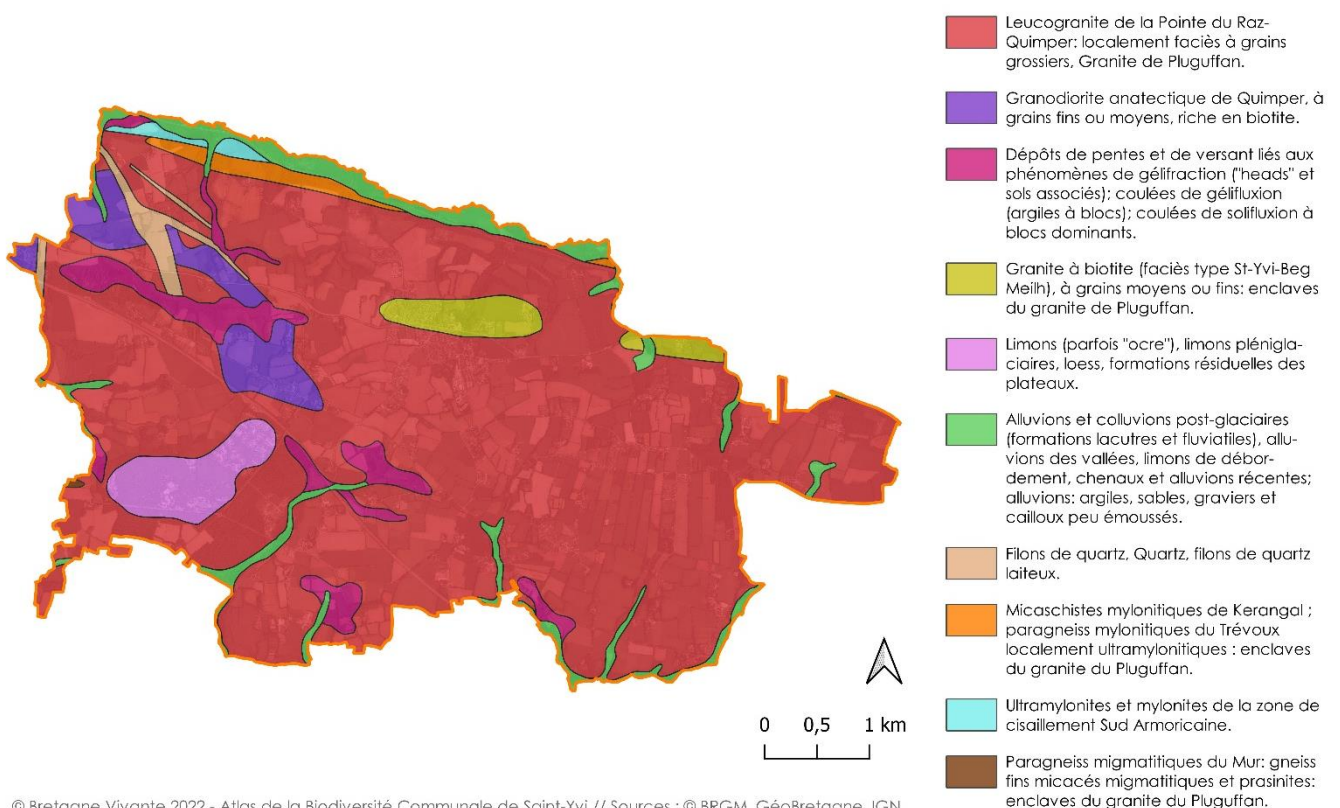 Leucogranite de la Pointe du Raz-
Quimper: localement faciès à grains
grossiers, Granite de Pluguffan.
Granodiorite anatectique de Quimper, à
grains fins ou moyens, riche en biotite.
Dépôts de pentes et de versant liés aux
phénomènes de gélifraction ("heads" et
sols associés); coulées de gélifluxion
(argiles à blocs); coulées de solifluxion à
blocs dominants.
Granite à biotite (faciès type St-Yvi-Beg
Meilh), à grains moyens ou fins: enclaves
du granite de Pluguffan.
Limons (parfois "ocre"), limons plénigla-
ciaires, loess, formations résiduelles des
plateaux.
Alluvions et colluvions post-glaciaires
(formations lacutres et fluviatiles), allu-
vions des vallées, limons de débor-
dement, chenaux et alluvions récentes;
alluvions: argiles, sables, graviers et
cailloux peu émoussés.
Filons de quartz, Quartz, filons de quartz
laiteux.
Micaschistes mylonitiques de Kerangal ;
paragneiss mylonitiques du Trévoux
localement ultramylonitiques : enclaves
du granite du Pluguffan.
Ultramylonites et mylonites de la zone de
cisaillement Sud Armoricaine.
Paragneiss migmatitiques du Mur: gneiss
fins micacés migmatitiques et prasinites:
enclaves du granite du Pluguffan.
0 0,5 1 km
© Bretagne Vivante 2022 - Atlas de la Biodiversité Communale de Saint-Yvi // Sources : © BRGM, GéoBretagne, IGN